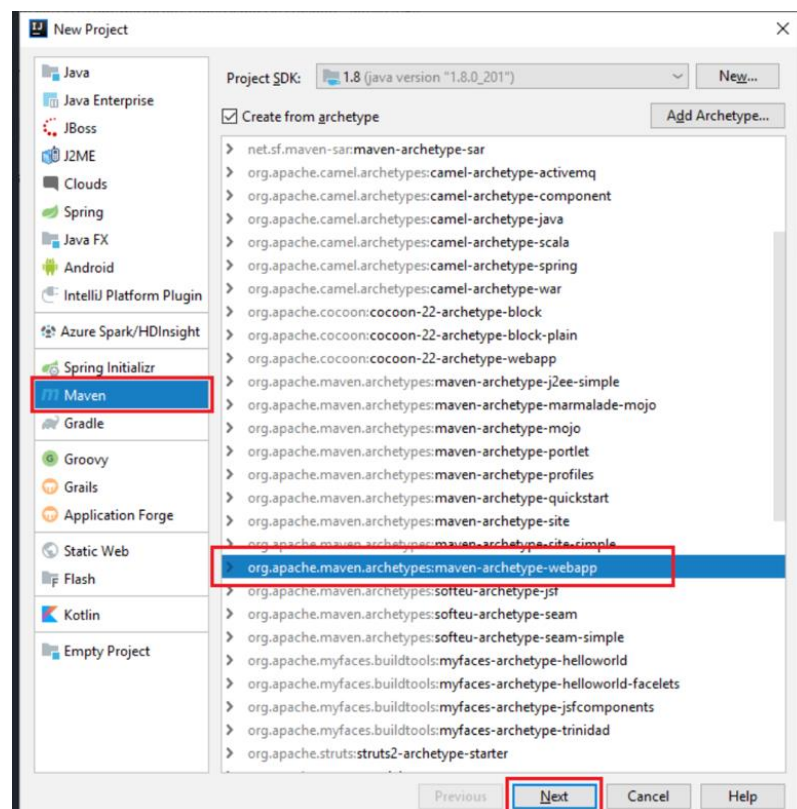 New Project
Java
Java Enterprise
JBoss
J2ME
Clouds
Spring
Java FX
Android
IntelliJ Platform Plugin
Azure Spark/HDInsight
Spring Initializr
Maven
Gradle
Groovy
Grails
Application Forge
Static Web
Flash
Kotlin
Empty Project
Project SDK: 1.8 (java version "1.8.0_201") New...
Create from archetype Add Archetype...
net.sf.maven-sar:maven-archetype-sar
org.apache.camel.archetypes:camel-archetype-activemq
org.apache.camel.archetypes:camel-archetype-component
org.apache.camel.archetypes:camel-archetype-java
org.apache.camel.archetypes:camel-archetype-scala
org.apache.camel.archetypes:camel-archetype-spring
org.apache.camel.archetypes:camel-archetype-war
org.apache.cocoon:cocoon-22-archetype-block
org.apache.cocoon:cocoon-22-archetype-block-plain
org.apache.cocoon:cocoon-22-archetype-webapp
org.apache.maven.archetypes:maven-archetype-j2ee-simple
org.apache.maven.archetypes:maven-archetype-marmalade-mojo
org.apache.maven.archetypes:maven-archetype-mojo
org.apache.maven.archetypes:maven-archetype-portlet
org.apache.maven.archetypes:maven-archetype-profiles
org.apache.maven.archetypes:maven-archetype-quickstart
org.apache.maven.archetypes:maven-archetype-site
org.apache.maven.archetypes:maven-archetype-site-simple
org.apache.maven.archetypes:maven-archetype-webapp
org.apache.maven.archetypes:softeu-archetype-jsf
org.apache.maven.archetypes:softeu-archetype-seam
org.apache.maven.archetypes:softeu-archetype-seam-simple
org.apache.myfaces.buildtools:myfaces-archetype-helloworld
org.apache.myfaces.buildtools:myfaces-archetype-helloworld-facelets
org.apache.myfaces.buildtools:myfaces-archetype-jsfcomponents
org.apache.myfaces.buildtools:myfaces-archetype-trinidad
org.apache.struts:struts2-archetype-starter
Previous Next Cancel Help